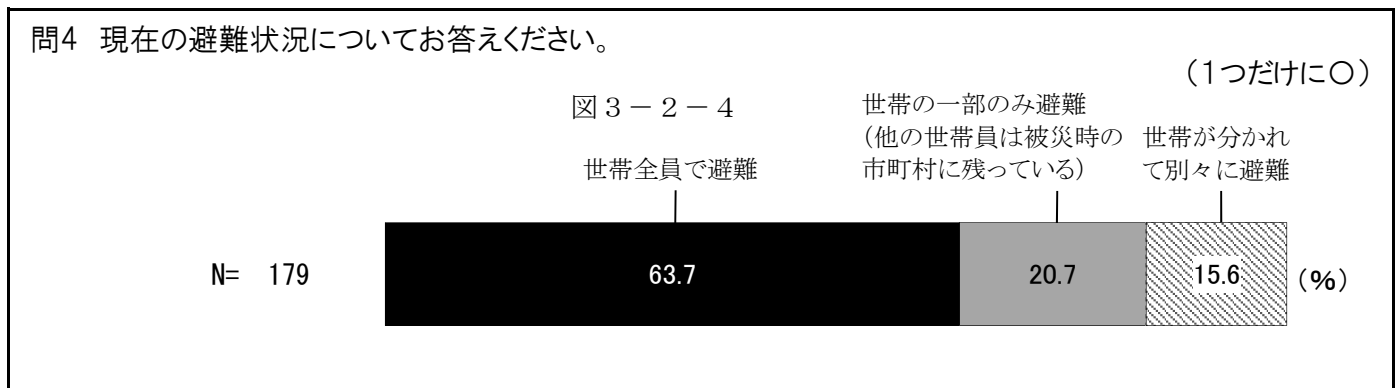 問4 現在の避難状況についてお答えください。
(1つだけに○)
図3-2-4
世帯全員で避難
世帯の一部のみ避難
(他の世帯員は被災時の
市町村に残っている)
世帯が分かれ
て別々に避難
N= 179
63.7
20.7
15.6
(%)